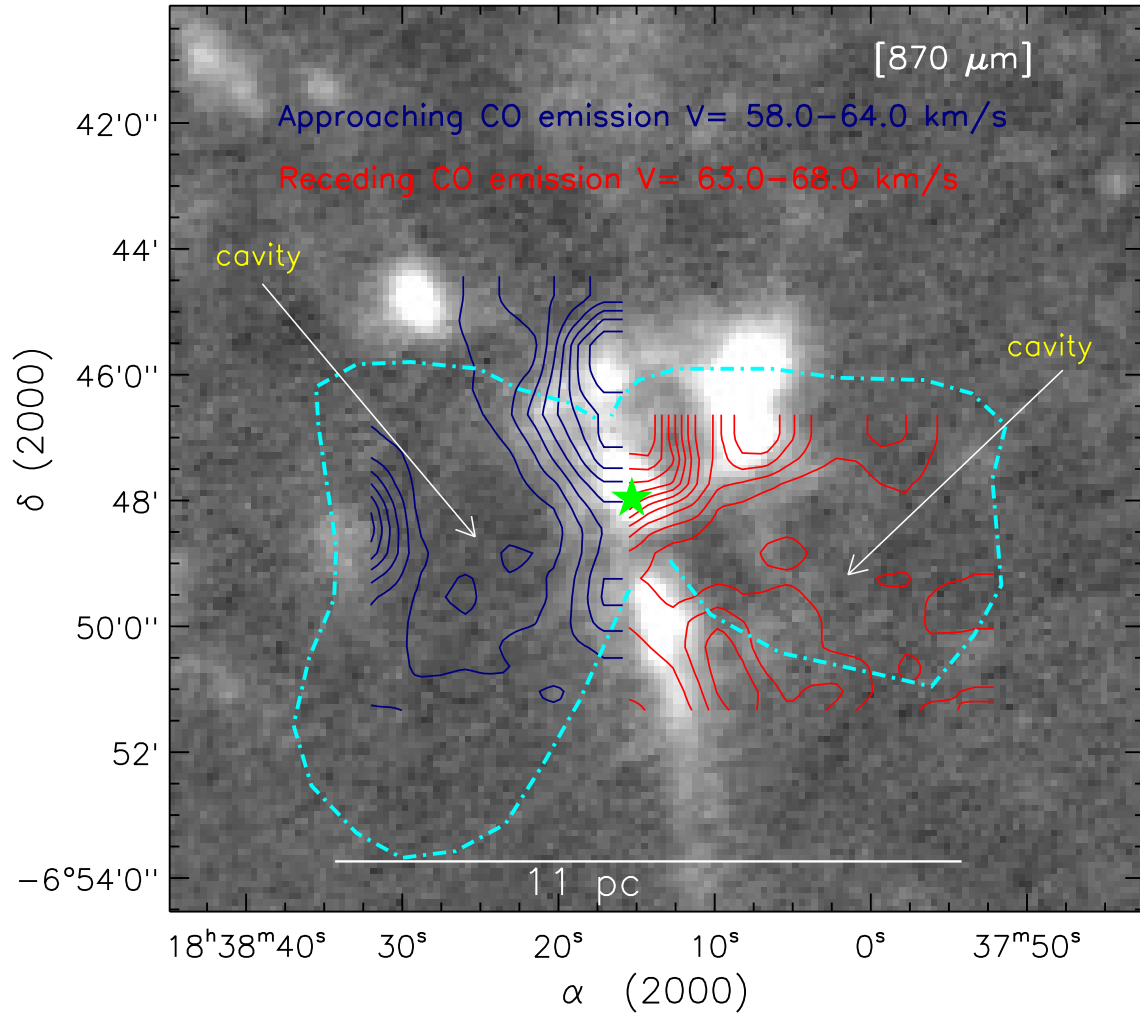 [870 μm]
Approaching CO emission V= 58.0−64.0 km/s
Receding CO emission V= 63.0−68.0 km/s
cavity
cavity
42'0''
44'
46'0''
48'
50'0''
52'
−6°54'0''
δ (2000)
11 pc
18ʰ38ᵐ40ˢ 30ˢ 20ˢ 10ˢ 0ˢ 37ᵐ50ˢ
α (2000)